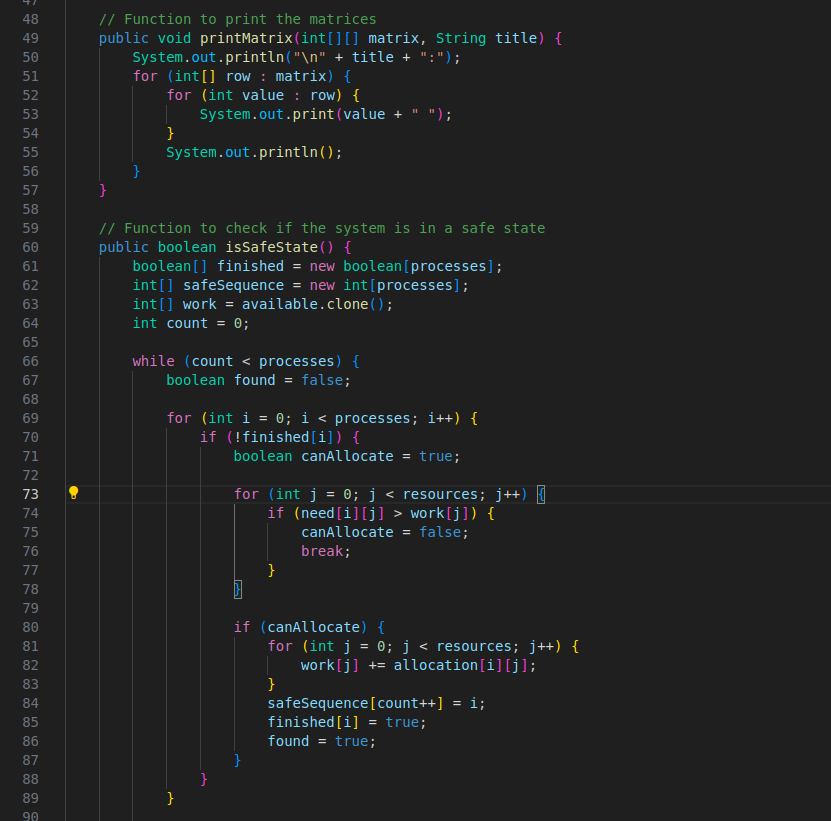 47
48 // Function to print the matrices
49 public void printMatrix(int[][] matrix, String title) {
50 System.out.println("\n" + title + ":");
51 for (int[] row : matrix) {
52 for (int value : row) {
53 System.out.print(value + " ");
54 }
55 System.out.println();
56 }
57 }
58
59 // Function to check if the system is in a safe state
60 public boolean isSafeState() {
61 boolean[] finished = new boolean[processes];
62 int[] safeSequence = new int[processes];
63 int[] work = available.clone();
64 int count = 0;
65
66 while (count < processes) {
67 boolean found = false;
68
69 for (int i = 0; i < processes; i++) {
70 if (!finished[i]) {
71 boolean canAllocate = true;
72
73 for (int j = 0; j < resources; j++) {
74 if (need[i][j] > work[j]) {
75 canAllocate = false;
76 break;
77 }
78 }
79
80 if (canAllocate) {
81 for (int j = 0; j < resources; j++) {
82 work[j] += allocation[i][j];
83 }
84 safeSequence[count++] = i;
85 finished[i] = true;
86 found = true;
87 }
88 }
89 }
90